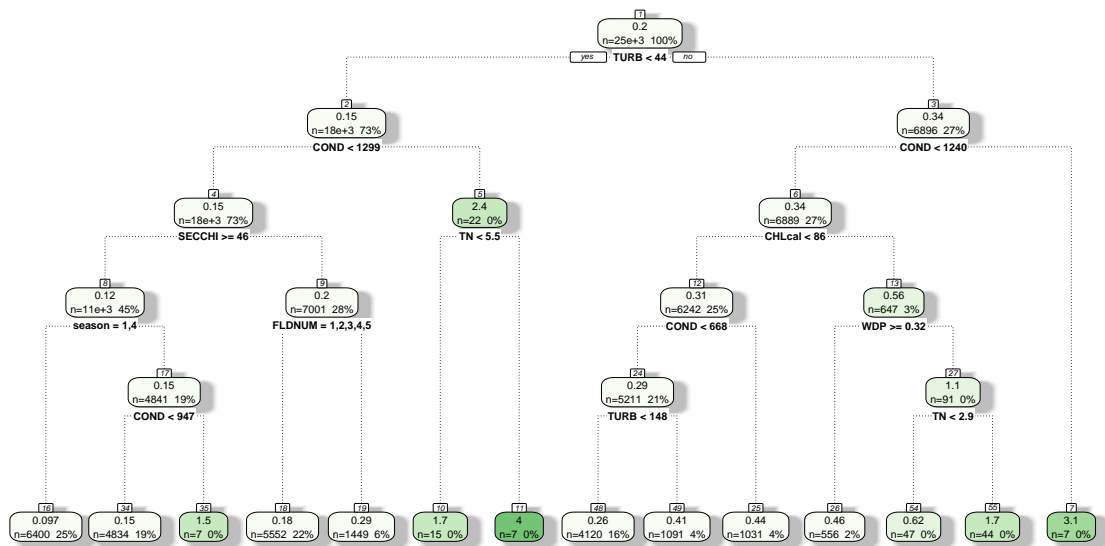 1
0.2
n=25e+3 100%
yes TURB < 44 no
2
0.15
n=18e+3 73%
COND < 1299
3
0.34
n=6896 27%
COND < 1240
4
0.15
n=18e+3 73%
SECCHI >= 46
5
2.4
n=22 0%
TN < 5.5
6
0.34
n=6889 27%
CHLcal < 86
8
0.12
n=11e+3 45%
season = 1,4
9
0.2
n=7001 28%
FLDNUM = 1,2,3,4,5
12
0.31
n=6242 25%
COND < 668
13
0.56
n=647 3%
WDP >= 0.32
17
0.15
n=4841 19%
COND < 947
24
0.29
n=5211 21%
TURB < 148
27
1.1
n=91 0%
TN < 2.9
16
0.097
n=6400 25%
34
0.15
n=4834 19%
35
1.5
n=7 0%
18
0.18
n=5552 22%
19
0.29
n=1449 6%
10
1.7
n=15 0%
11
4
n=7 0%
48
0.26
n=4120 16%
49
0.41
n=1091 4%
25
0.44
n=1031 4%
26
0.46
n=556 2%
54
0.62
n=47 0%
55
1.7
n=44 0%
7
3.1
n=7 0%